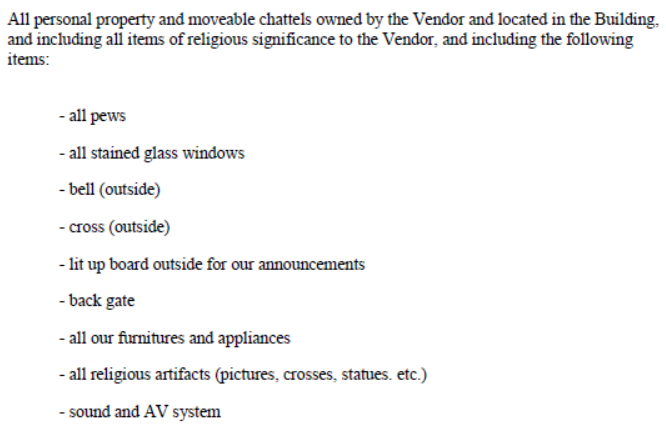 All personal property and moveable chattels owned by the Vendor and located in the Building,
and including all items of religious significance to the Vendor, and including the following
items:
- all pews
- all stained glass windows
- bell (outside)
- cross (outside)
- lit up board outside for our announcements
- back gate
- all our furnitures and appliances
- all religious artifacts (pictures, crosses, statues. etc.)
- sound and AV system